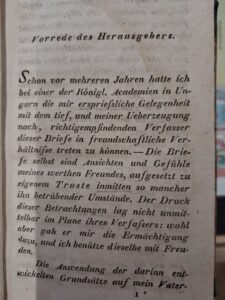 Vorrede des Herausgebers.
Schon vor mehreren Jahren hatte ich
bei einer der Königl. Academien in Un-
garn die mir ersprießliche Gelegenheit
mit dem tief, und meiner Ueberzeugung
nach, richtigempfindenden Verfasser
dieser Briefe in freundschaftliche Ver-
hältniße treten zu können. — Die Brie-
fe selbst sind Ansichten und Gefühle
meines werthen Freundes, aufgesetzt zu
eigenem Troste inmitten so mancher
ihn betrübender Umstände. Der Druck
dieser Betrachtungen lag nicht unmit-
telbar im Plane ihres Verfassers: wohl
aber gab er mir die Ermächtigung
dazu, und ich benütze dieselbe mit Freu-
den.
Die Anwendung der darinn ent-
wickelten Grundsätze auf mein Vater-
1 *